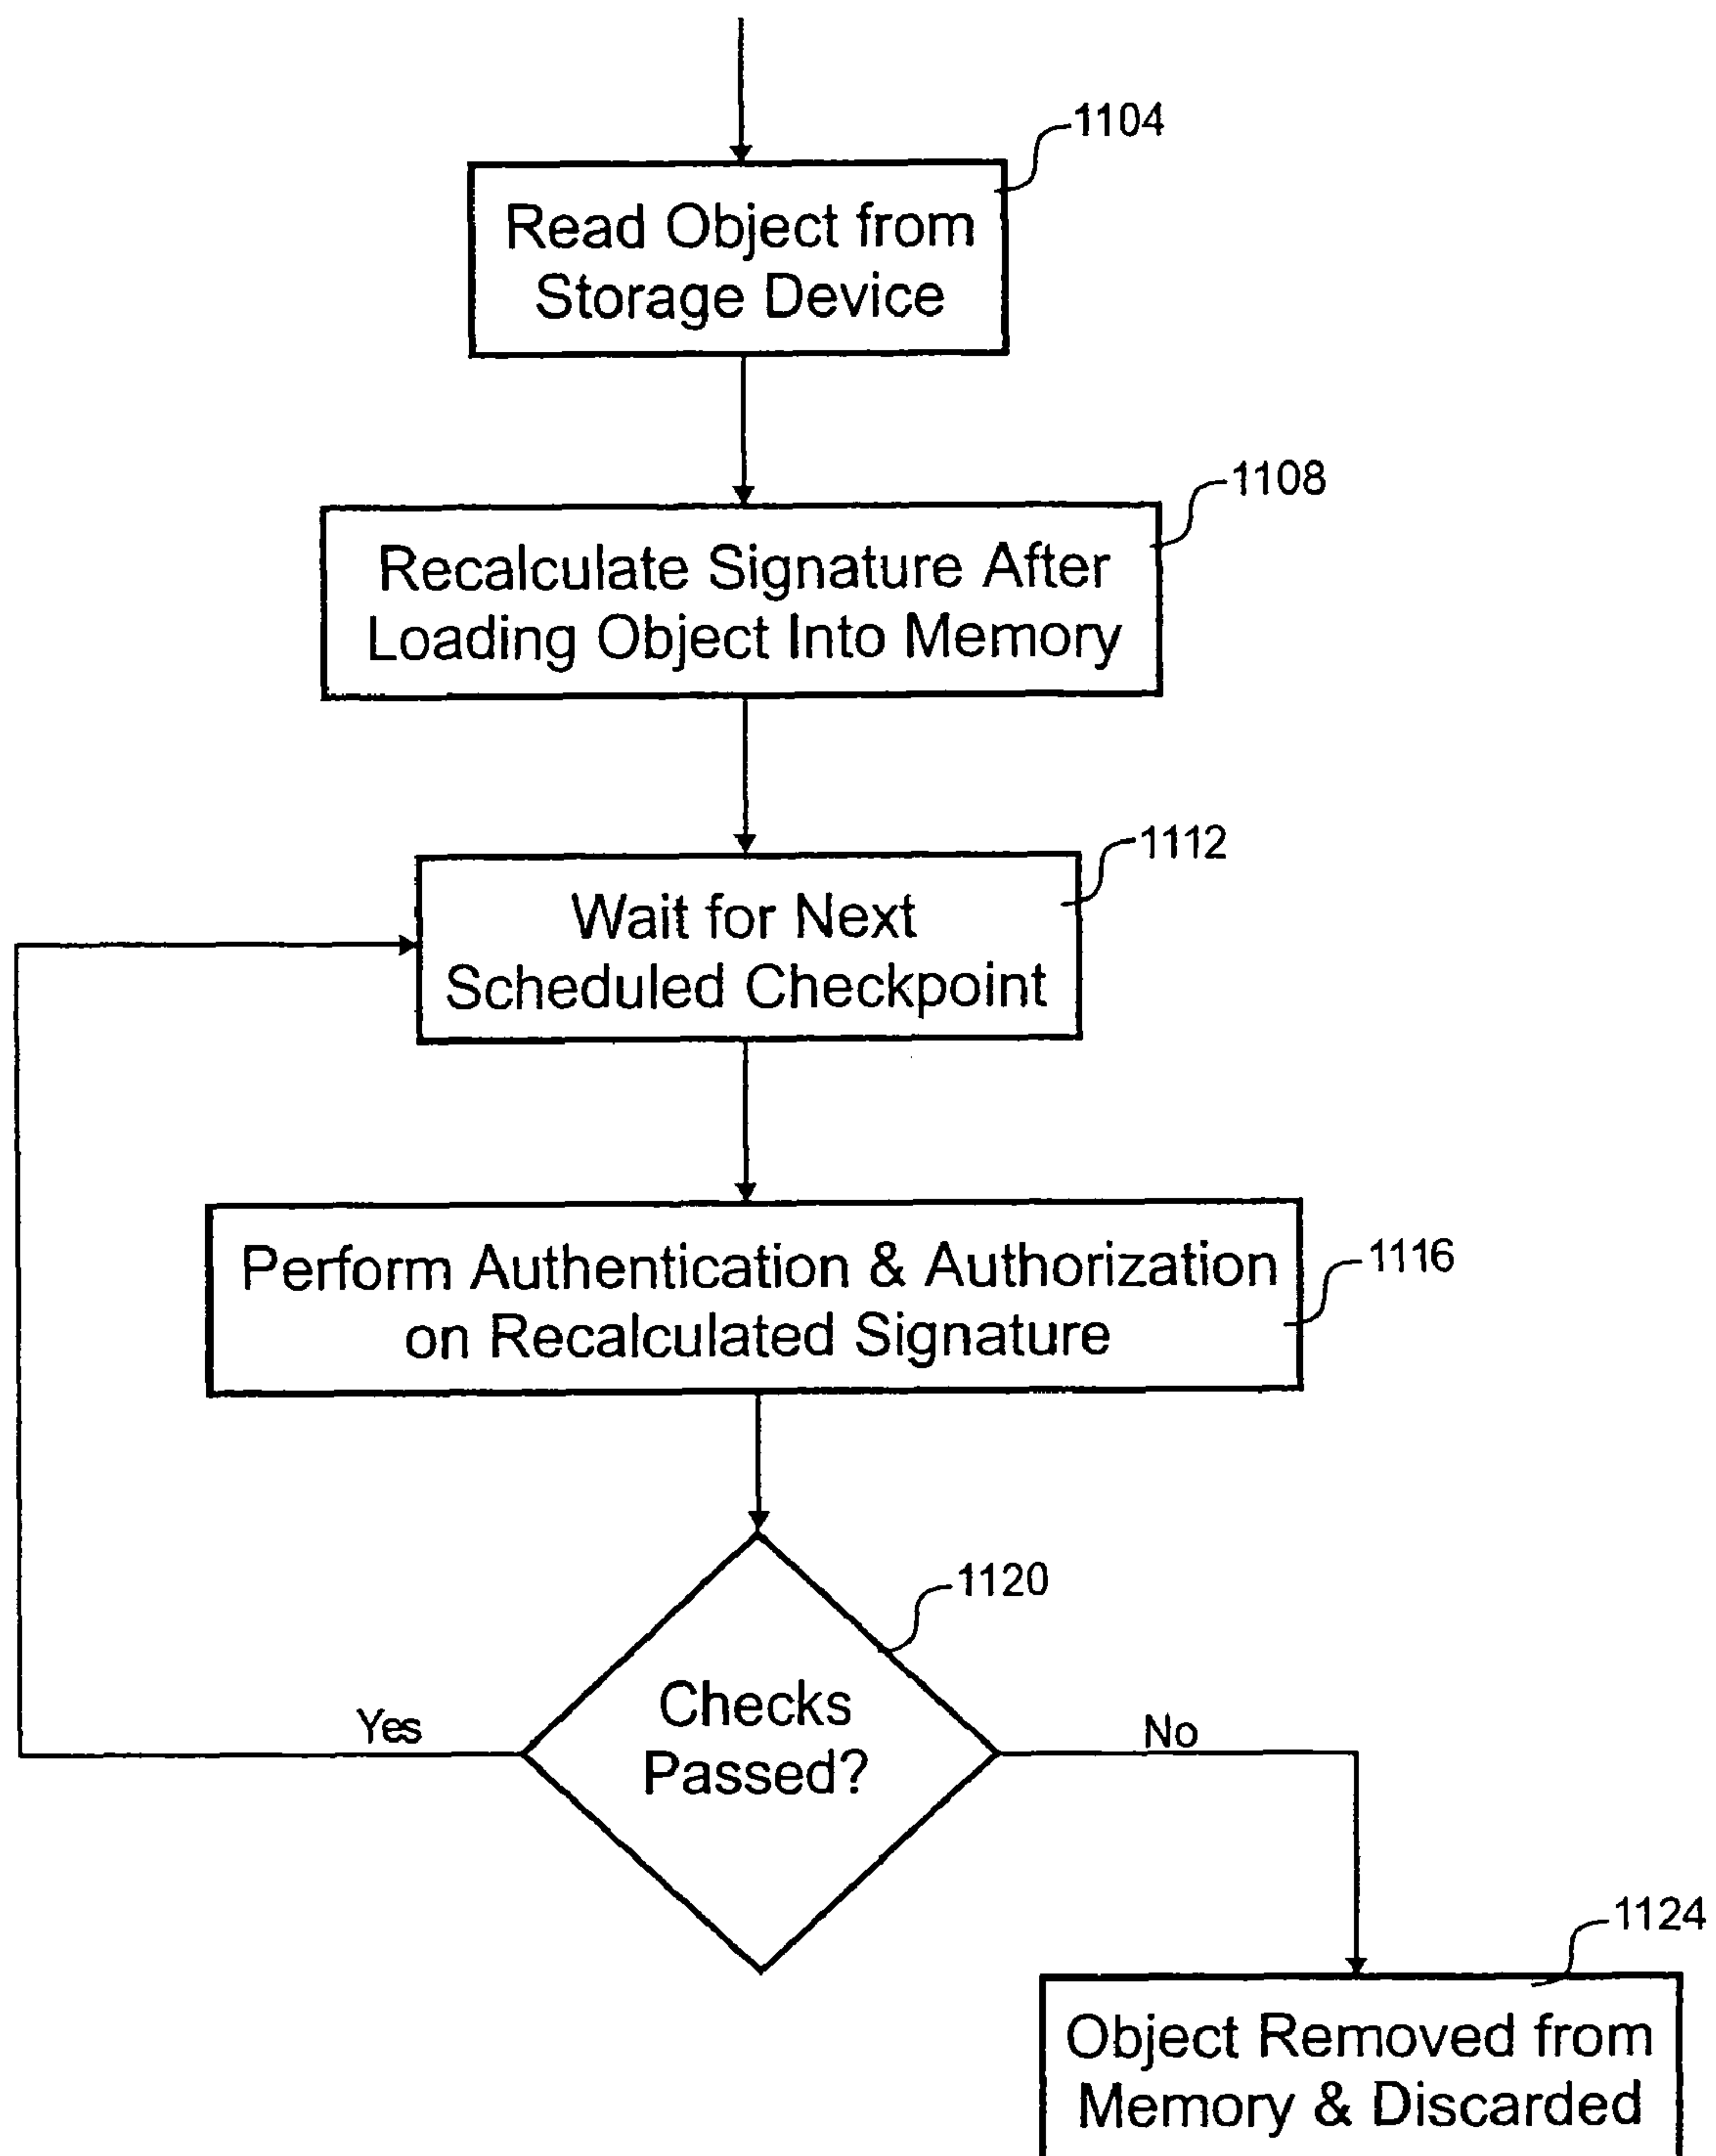 1104
Read Object from
Storage Device
1108
Recalculate Signature After
Loading Object Into Memory
1112
Wait for Next
Scheduled Checkpoint
1116
Perform Authentication & Authorization
on Recalculated Signature
1120
Checks
Passed?
Yes
No
1124
Object Removed from
Memory & Discarded